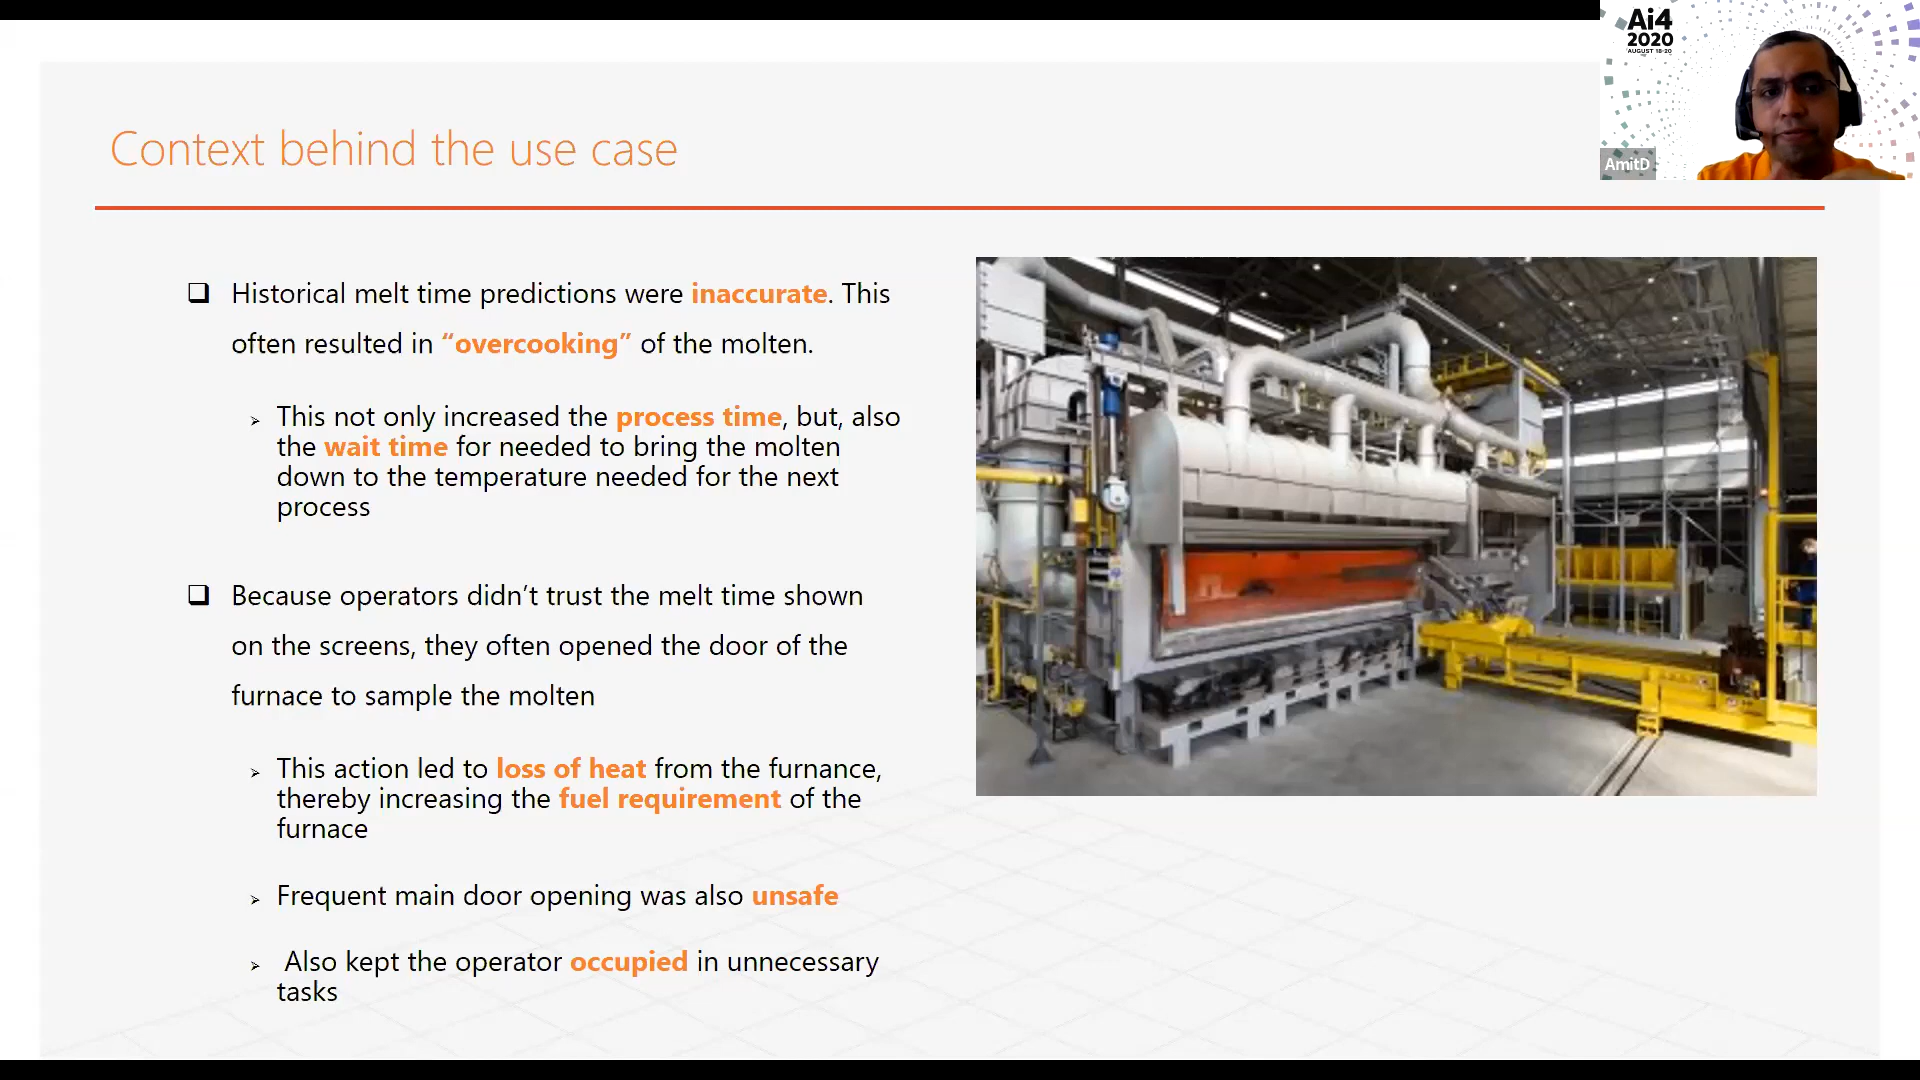 Ai4
2020
AUGUST 18-20
AmitD
Context behind the use case
Historical melt time predictions were inaccurate. This
often resulted in “overcooking” of the molten.
This not only increased the process time, but, also
the wait time for needed to bring the molten
down to the temperature needed for the next
process
Because operators didn’t trust the melt time shown
on the screens, they often opened the door of the
furnace to sample the molten
This action led to loss of heat from the furnance,
thereby increasing the fuel requirement of the
furnace
Frequent main door opening was also unsafe
Also kept the operator occupied in unnecessary
tasks